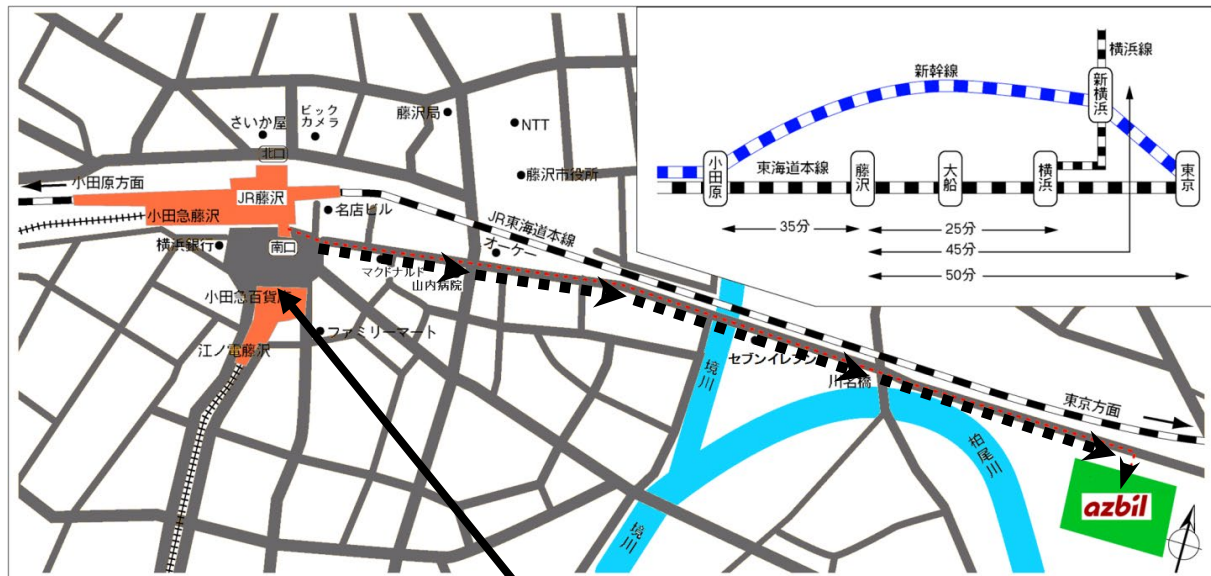 さいか屋
ビック
カメラ
藤沢局
NTT
藤沢市役所
北口
小田原方面
JR藤沢
小田急藤沢
名店ビル
横浜銀行
南口
JR東海道本線
オーケー
マクドナルド
山内病院
小田急百貨店
ファミリーマート
江ノ電藤沢
セブンイレブン
川名橋
境川
境川
柏尾川
東京方面
azbil
横浜線
新幹線
新横浜
東海道本線
小田原
藤沢
大船
横浜
東京
35分
25分
45分
50分